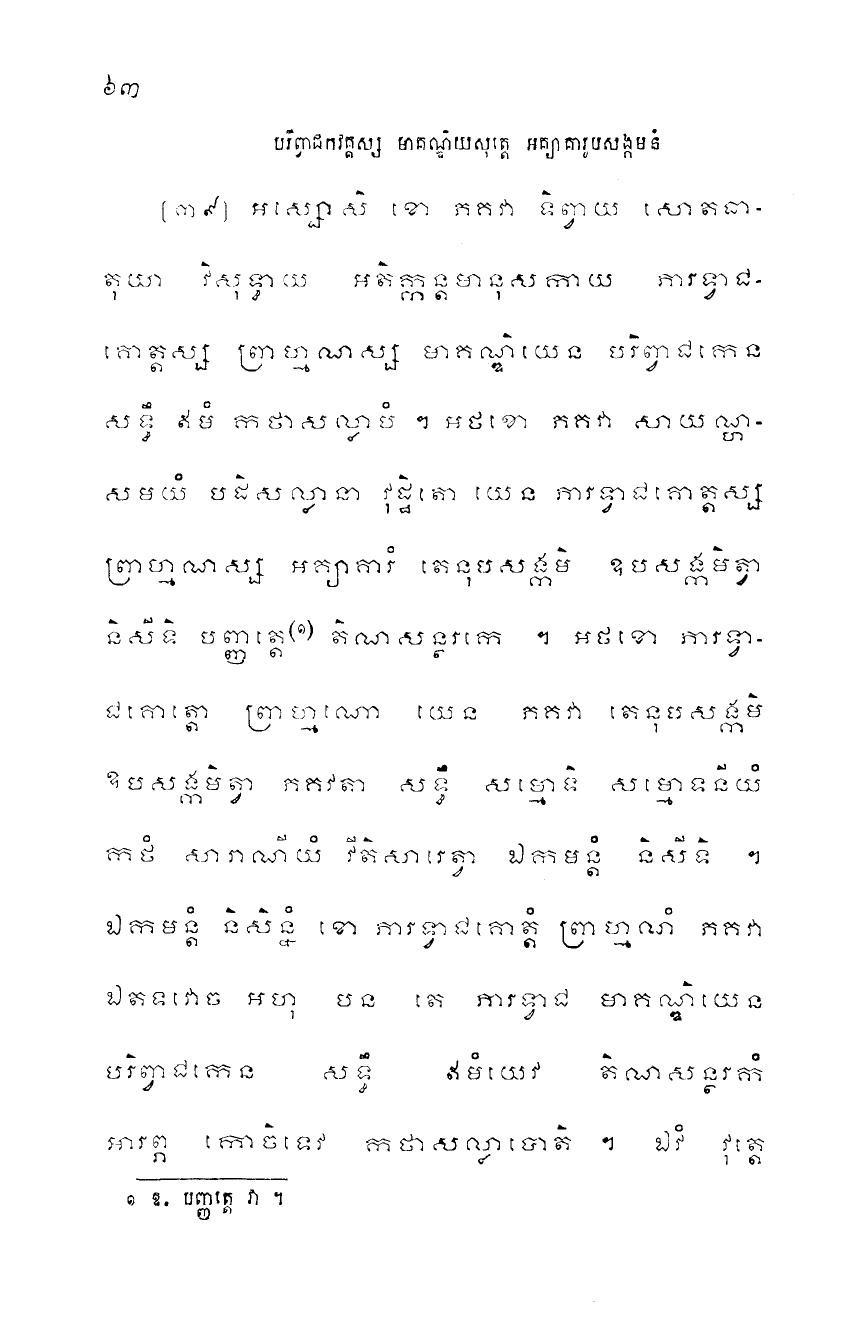 ៦៣
បរិព្វាជកវគ្គស្ស មាគណ្ឌិយសុត្តេ អគ្យាគារូបសង្កមនំ
[៣៩] អស្សោសិ ខោ ភគវា ទិព្វាយ សោតធា-
តុយា វិសុទ្ធាយ អតិក្កន្តមានុសកាយ ភារទ្វាជ-
គោត្តស្ស ព្រាហ្មណស្ស មាគណ្ឌិយេន បរិព្វាជកេន
សទ្ធឹ ឥមំ កថាសល្លាបំ ។ អថខោ ភគវា សាយណ្ហ-
សមយំ បដិសល្លានា វុដ្ឋិតោ យេន ភារទ្វាជគោត្តស្ស
ព្រាហ្មណស្ស អគ្យាគារំ តេនុបសង្កមិ ឧបសង្កមិត្វា
និសីទិ បញ្ញត្តេ(១) តិណសន្ថរកេ ។ អថខោ ភារទ្វា-
ជគោត្តោ ព្រាហ្មណោ យេន ភគវា តេនុបសង្កមិ
ឧបសង្កមិត្វា ភគវតា សទ្ធឹ សម្មោទិ សម្មោទនីយំ
កថំ សារាណីយំ វីតិសារេត្វា ឯកមន្តំ និសីទិ ។
ឯកមន្តំ និសិន្នំ ខោ ភារទ្វាជគោត្តំ ព្រាហ្មណំ ភគវា
ឯតទវោច អហុ បន តេ ភារទ្វាជ មាគណ្ឌិយេន
បរិព្វាជកេន សទ្ធឹ ឥមំយេវ តិណសន្ថរកំ
អារព្ភ កោចិទេវ កថាសល្លាបោតិ ។ ឯវំ វុត្តេ
១ ឱ. បញ្ញត្តេ វា ។